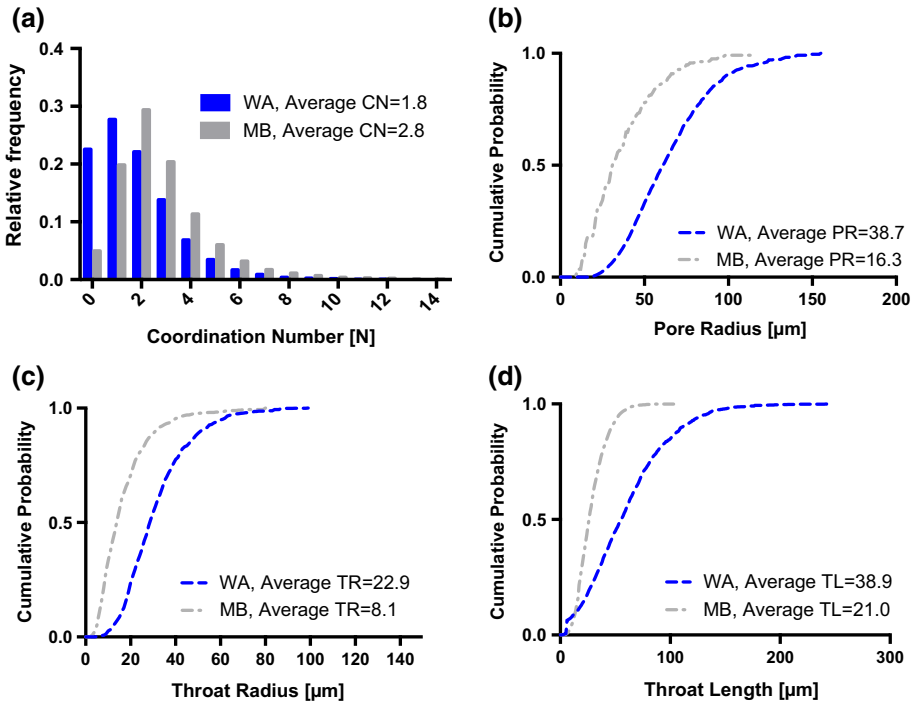 (a)
0.4
0.3
0.2
0.1
0.0
Relative frequency
WA, Average CN=1.8
MB, Average CN=2.8
0 2 4 6 8 10 12 14
Coordination Number [N]
(b)
1.0
0.5
0.0
Cumulative Probability
WA, Average PR=38.7
MB, Average PR=16.3
0 50 100 150 200
Pore Radius [µm]
(c)
1.0
0.5
0.0
Cumulative Probability
WA, Average TR=22.9
MB, Average TR=8.1
0 20 40 60 80 100 120 140
Throat Radius [µm]
(d)
1.0
0.5
0.0
Cumulative Probability
WA, Average TL=38.9
MB, Average TL=21.0
0 100 200 300
Throat Length [µm]